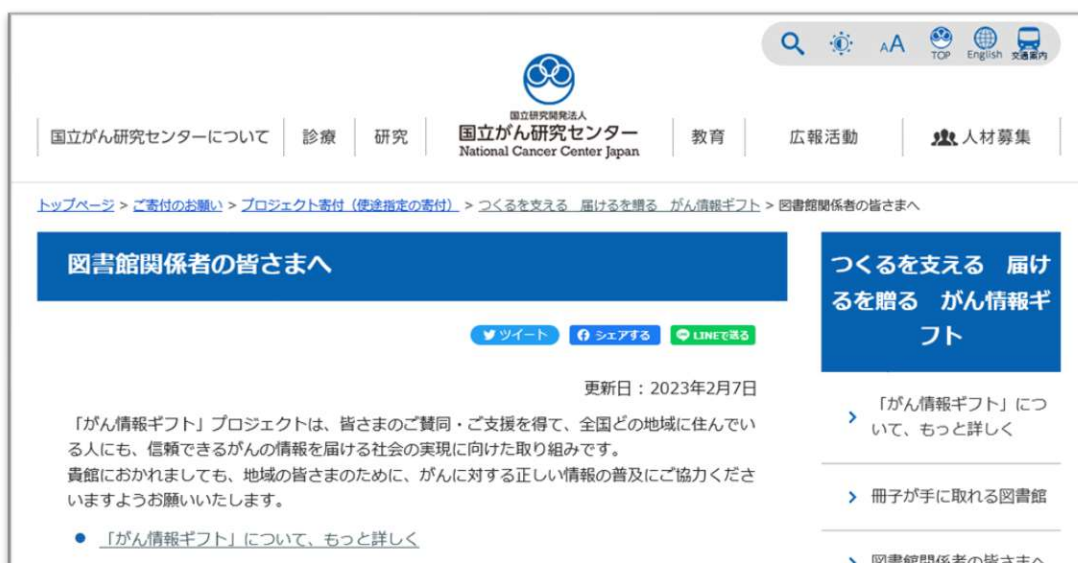 TOP English 交通案内
国立がん研究センターについて 診療 研究 国立研究開発法人 国立がん研究センター National Cancer Center Japan 教育 広報活動 人材募集
トップページ > ご寄付のお願い > プロジェクト寄付（使途指定の寄付） > つくるを支える 届けるを贈る がん情報ギフト > 図書館関係者の皆さまへ
図書館関係者の皆さまへ
ツイート シェアする LINEで送る
更新日：2023年2月7日
「がん情報ギフト」プロジェクトは、皆さまのご賛同・ご支援を得て、全国どの地域に住んでい
る人にも、信頼できるがんの情報を届ける社会の実現に向けた取り組みです。
貴館におかれましても、地域の皆さまのために、がんに対する正しい情報の普及にご協力くださ
いますようお願いいたします。
● 「がん情報ギフト」について、もっと詳しく
つくるを支える 届け
るを贈る がん情報ギ
フト
「がん情報ギフト」につ
いて、もっと詳しく
冊子が手に取れる図書館
図書館関係者の皆さまへ